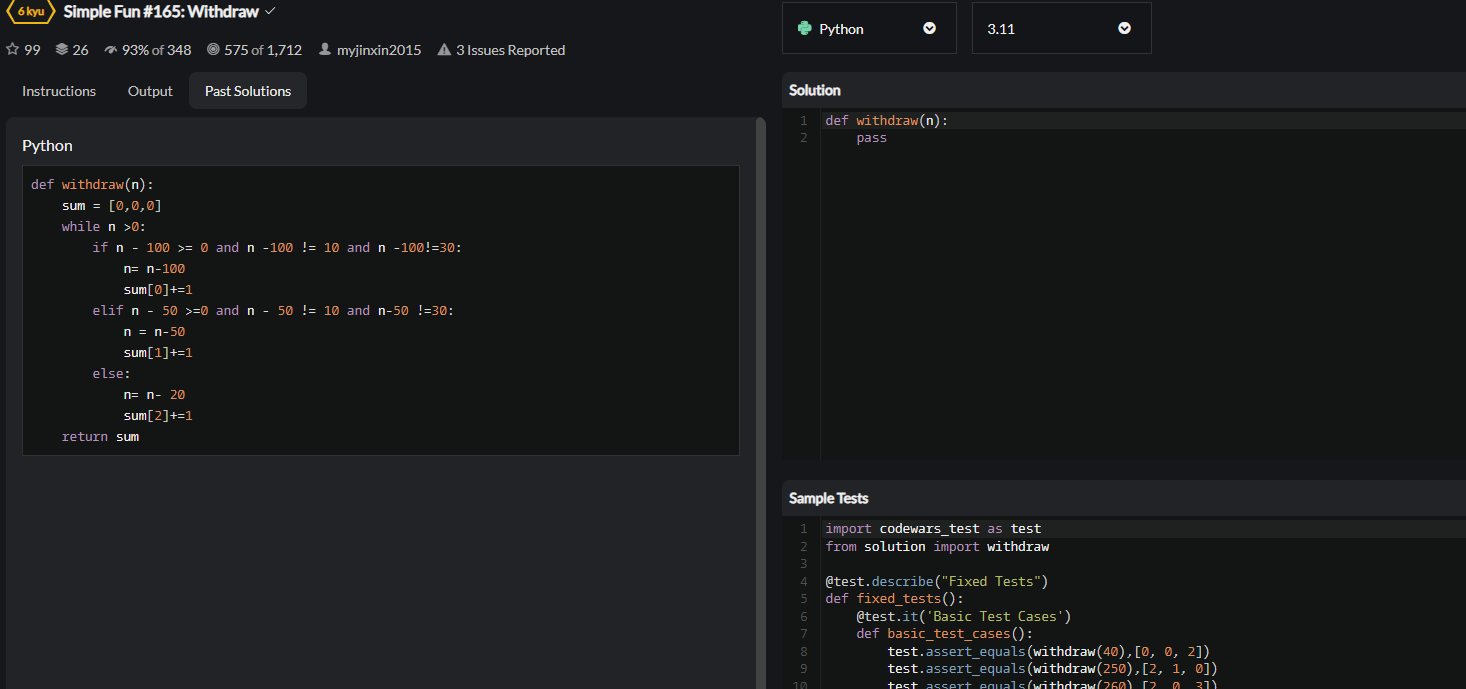 6 kyu Simple Fun #165: Withdraw
99 26 93% of 348 575 of 1,712 myjinxin2015 3 Issues Reported
Instructions Output Past Solutions
Python
def withdraw(n):
    sum = [0,0,0]
    while n >0:
        if n - 100 >= 0 and n -100 != 10 and n -100!=30:
            n= n-100
            sum[0]+=1
        elif n - 50 >=0 and n - 50 != 10 and n-50 !=30:
            n = n-50
            sum[1]+=1
        else:
            n= n- 20
            sum[2]+=1
    return sum
Python 3.11
Solution
1 def withdraw(n):
2     pass
Sample Tests
1 import codewars_test as test
2 from solution import withdraw
3
4 @test.describe("Fixed Tests")
5 def fixed_tests():
6     @test.it('Basic Test Cases')
7     def basic_test_cases():
8         test.assert_equals(withdraw(40),[0, 0, 2])
9         test.assert_equals(withdraw(250),[2, 1, 0])
10         test.assert_equals(withdraw(260),[2, 0, 3])